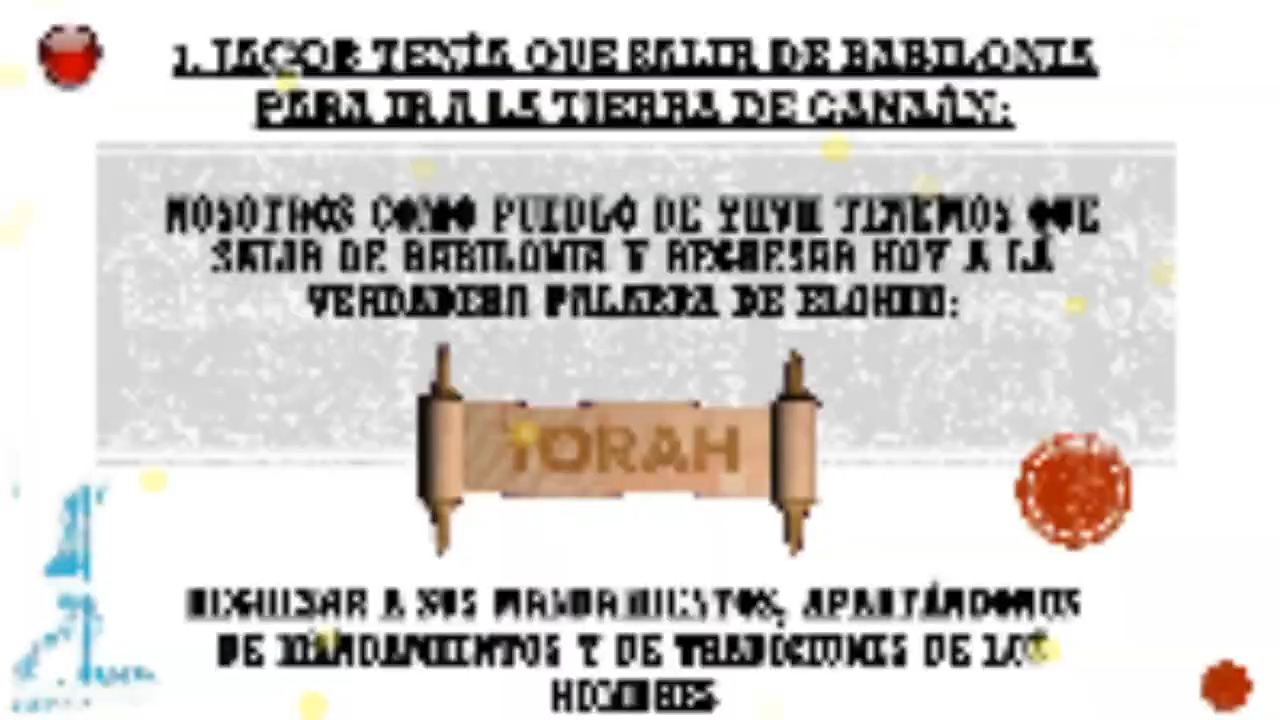 1. JACOB TENÍA QUE SALIR DE BABILONIA
PARA IR A LA TIERRA DE CANAÁN:
NOSOTROS COMO PUEBLO DE YHVH TENEMOS QUE
SALIR DE BABILONIA Y REGRESAR HOY A LA
VERDADERA PALABRA DE ELOHIM:
TORAH
REGRESAR A SUS MANDAMIENTOS, APARTÁNDONOS
DE MANDAMIENTOS Y DE TRADICIONES DE LOS
HOMBRES